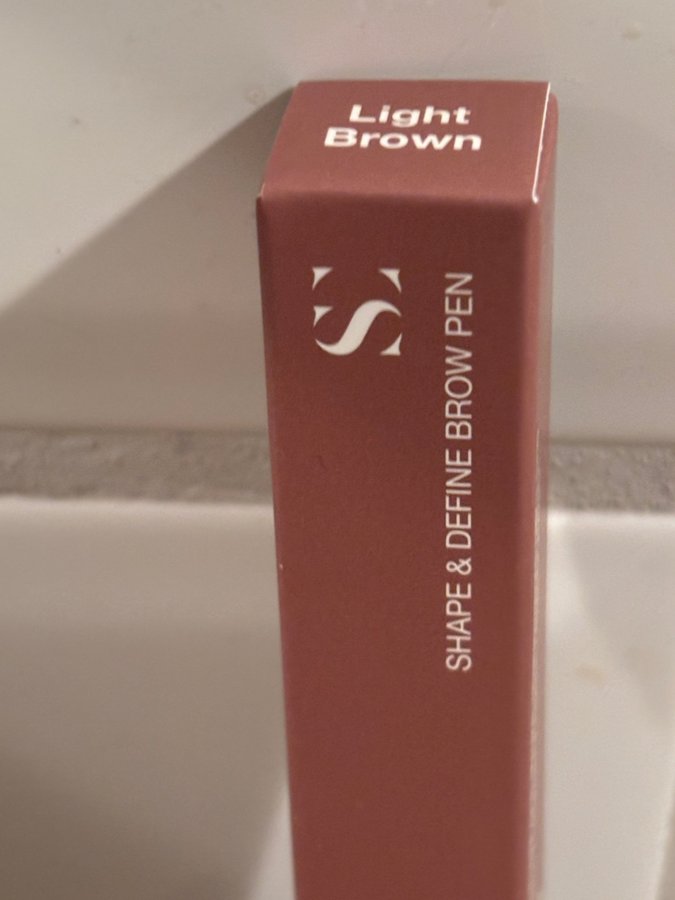 Light
Brown
S
SHAPE & DEFINE BROW PEN